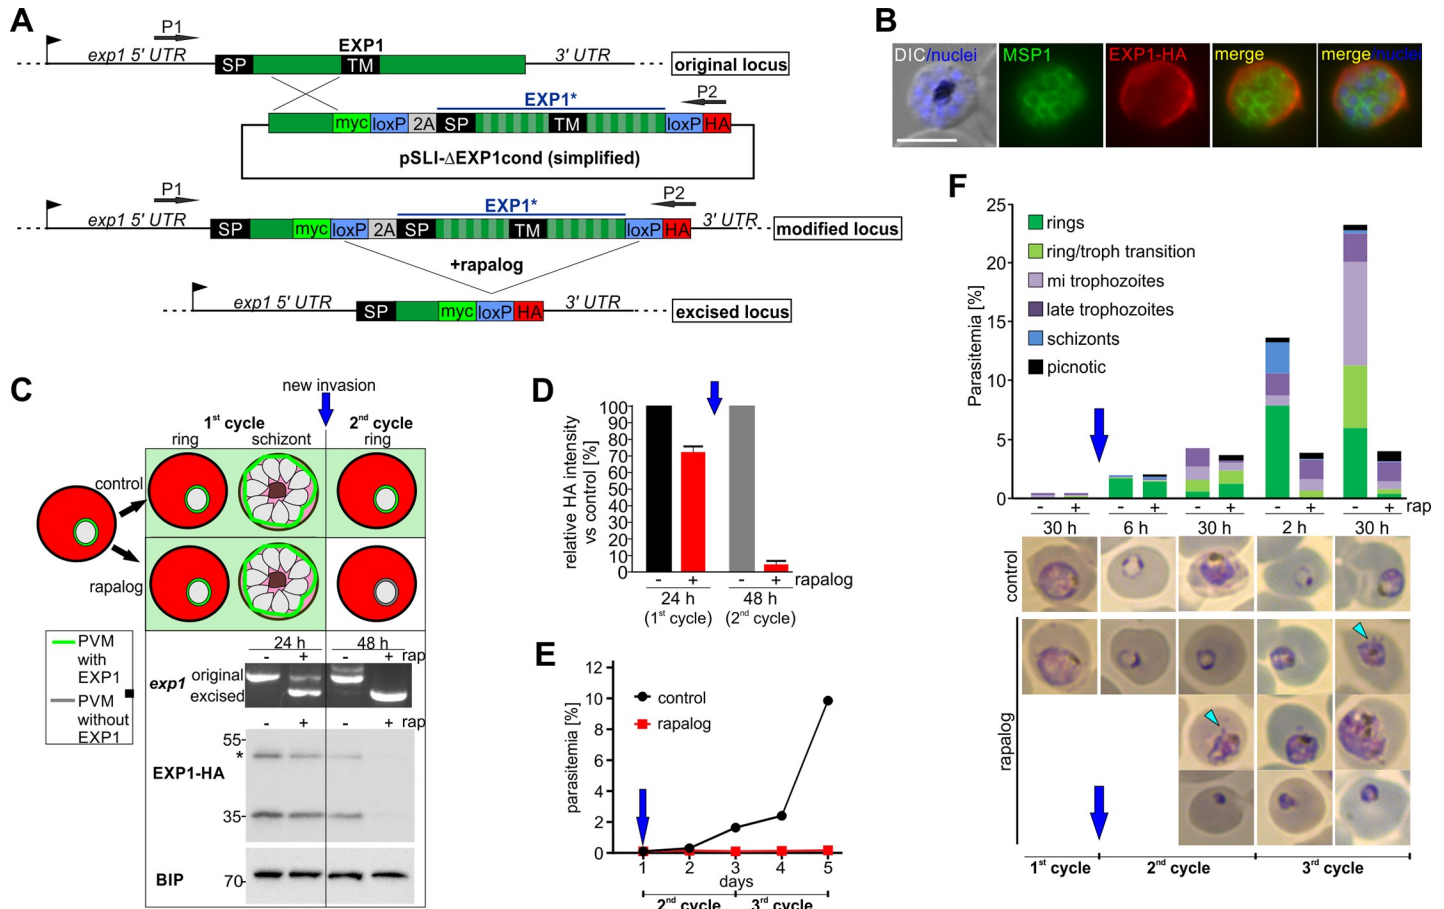 A
P1
exp1 5' UTR
EXP1
SP
TM
3' UTR
original locus
P2
EXP1*
myc
loxP
2A
SP
TM
loxP
HA
pSLI-ΔEXP1cond (simplified)
P1
P2
exp1 5' UTR
EXP1*
SP
myc
loxP
2A
SP
TM
loxP
HA
3' UTR
modified locus
+rapalog
exp1 5' UTR
SP
myc
loxP
HA
3' UTR
excised locus
B
DIC/nuclei
MSP1
EXP1-HA
merge
merge/nuclei
C
new invasion
1st cycle
2nd cycle
ring
schizont
ring
control
rapalog
PVM
with
EXP1
PVM
without
EXP1
24 h
48 h
- + - + rap
exp1
original
excised
- + - + rap
55-
*
EXP1-HA
35-
BIP
70-
D
relative HA intensity
vs control [%]
100
90
80
70
60
50
40
30
20
10
0
- + - + rapalog
24 h
48 h
(1st cycle)
(2nd cycle)
E
parasitemia [%]
12
10
8
6
4
2
0
control
rapalog
1 2 3 4 5
days
2nd cycle
3rd cycle
F
Parasitemia [%]
25
20
15
10
5
0
rings
ring/troph transition
mi trophozoites
late trophozoites
schizonts
picnotic
- + - + - + - + - + rap
30 h
6 h
30 h
2 h
30 h
control
rapalog
1st cycle
2nd cycle
3rd cycle